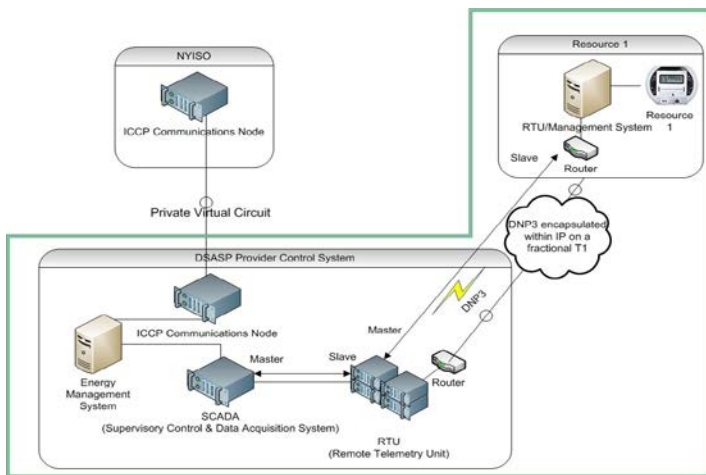 NYISO
ICCP Communications Node
Private Virtual Circuit
Resource 1
RTU/Management System
Resource
1
Slave
Router
DNP3 encapsulated
within IP on a
fractional T1
DNP3
Master
DSASP Provider Control System
ICCP Communications Node
Energy
Management
System
Master
Slave
SCADA
(Supervisory Control & Data Acquisition System)
Router
RTU
(Remote Telemetry Unit)